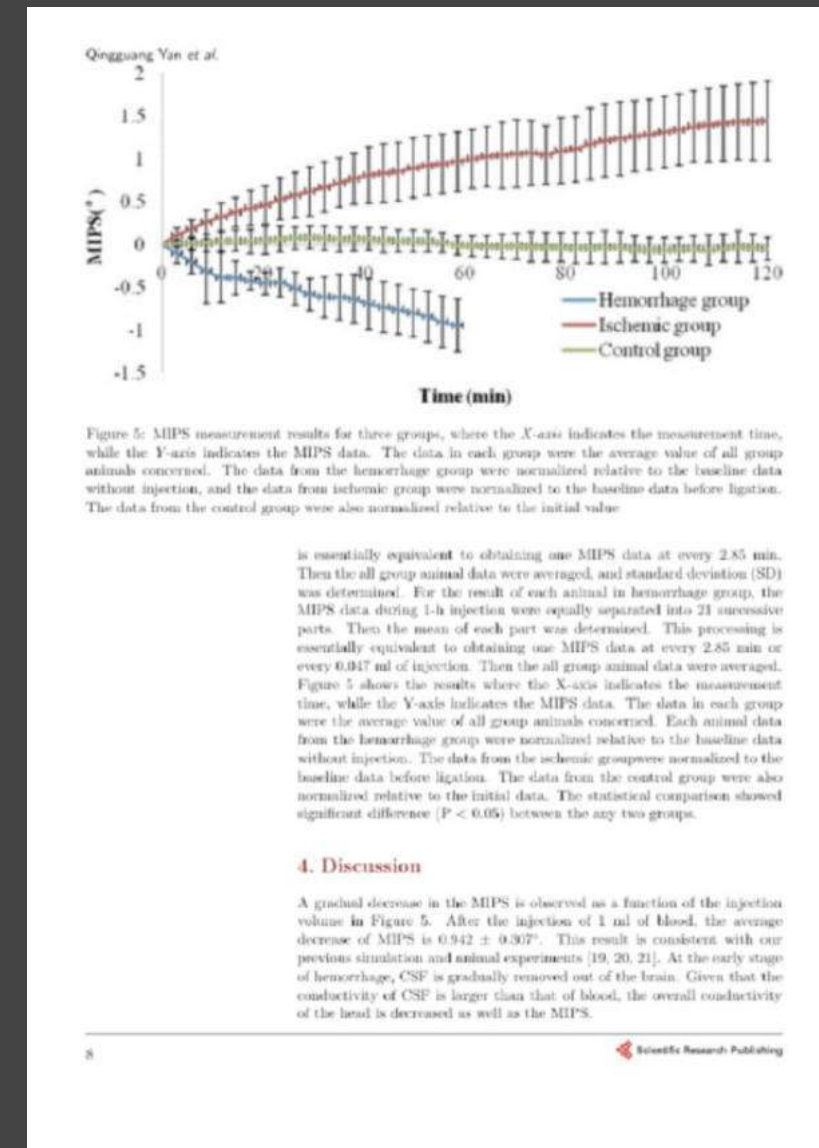 Qingguang Yan et al.
2
1.5
1
0.5
0
-0.5
-1
-1.5
MIPS(°)
0 20 40 60 80 100 120
Hemorrhage group
Ischemic group
Control group
Time (min)
Figure 5: MIPS measurement results for three groups, where the X-axis indicates the measurement time,
while the Y-axis indicates the MIPS data. The data in each group were the average value of all group
animals concerned. The data from the hemorrhage group were normalized relative to the baseline data
without injection, and the data from ischemic group were normalized to the baseline data before ligation.
The data from the control group were also normalized relative to the initial value
is essentially equivalent to obtaining one MIPS data at every 2.85 min.
Then the all group animal data were averaged, and standard deviation (SD)
was determined. For the result of each animal in hemorrhage group, the
MIPS data during 1-h injection were equally separated into 21 successive
parts. Then the mean of each part was determined. This processing is
essentially equivalent to obtaining one MIPS data at every 2.85 min or
every 0.047 ml of injection. Then the all group animal data were averaged.
Figure 5 shows the results where the X-axis indicates the measurement
time, while the Y-axis indicates the MIPS data. The data in each group
were the average value of all group animals concerned. Each animal data
from the hemorrhage group were normalized relative to the baseline data
without injection. The data from the ischemic groupwere normalized to the
baseline data before ligation. The data from the control group were also
normalized relative to the initial data. The statistical comparison showed
significant difference (P < 0.05) between the any two groups.
4. Discussion
A gradual decrease in the MIPS is observed as a function of the injection
volume in Figure 5. After the injection of 1 ml of blood, the average
decrease of MIPS is 0.942 ± 0.307°. This result is consistent with our
previous simulation and animal experiments [19, 20, 21]. At the early stage
of hemorrhage, CSF is gradually removed out of the brain. Given that the
conductivity of CSF is larger than that of blood, the overall conductivity
of the head is decreased as well as the MIPS.
8
Scientific Research Publishing